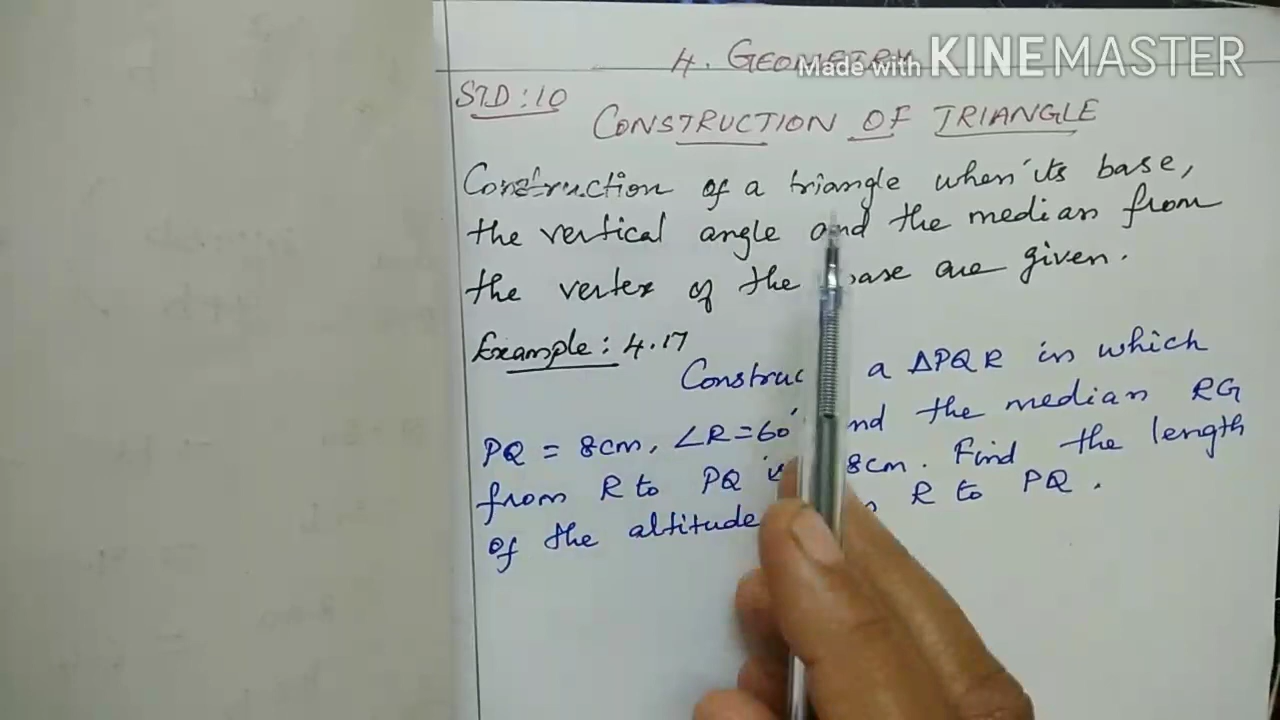 4. GEOMETRY
Made with KINEMASTER
STD: 10
CONSTRUCTION OF TRIANGLE
Construction of a triangle when its base,
the vertical angle and the median from
the vertex of the base are given.
Example: 4.17
Construc a ΔPQR in which
PQ = 8cm, ∠R = 60° nd the median RG
from R to PQ is 8cm. Find the length
of the altitude R to PQ.